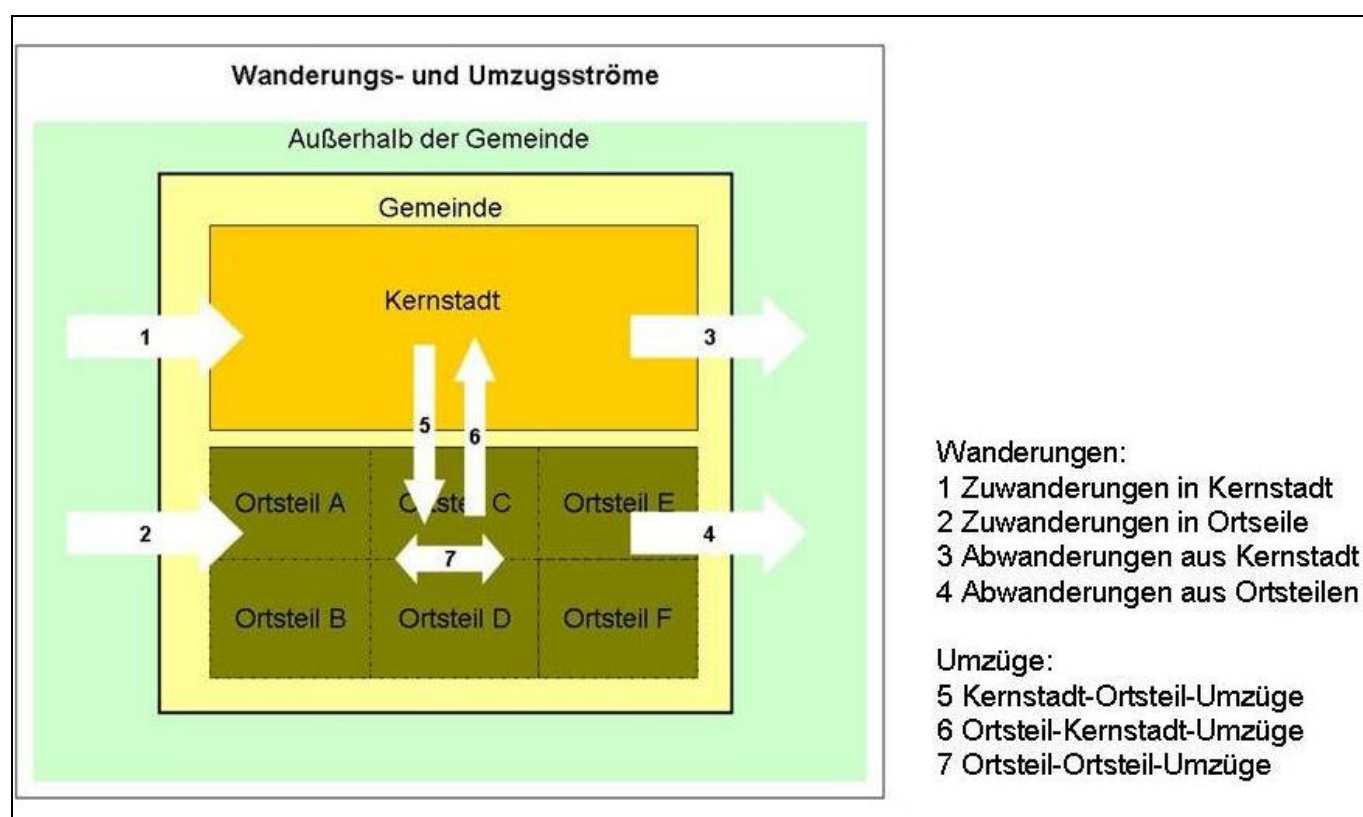 Wanderungs- und Umzugsströme
Außerhalb der Gemeinde
Gemeinde
Kernstadt
1
3
5
6
Ortsteil A
Ortsteil C
Ortsteil E
2
4
7
Ortsteil B
Ortsteil D
Ortsteil F
Wanderungen:
1 Zuwanderungen in Kernstadt
2 Zuwanderungen in Ortseile
3 Abwanderungen aus Kernstadt
4 Abwanderungen aus Ortsteilen
Umzüge:
5 Kernstadt-Ortsteil-Umzüge
6 Ortsteil-Kernstadt-Umzüge
7 Ortsteil-Ortsteil-Umzüge